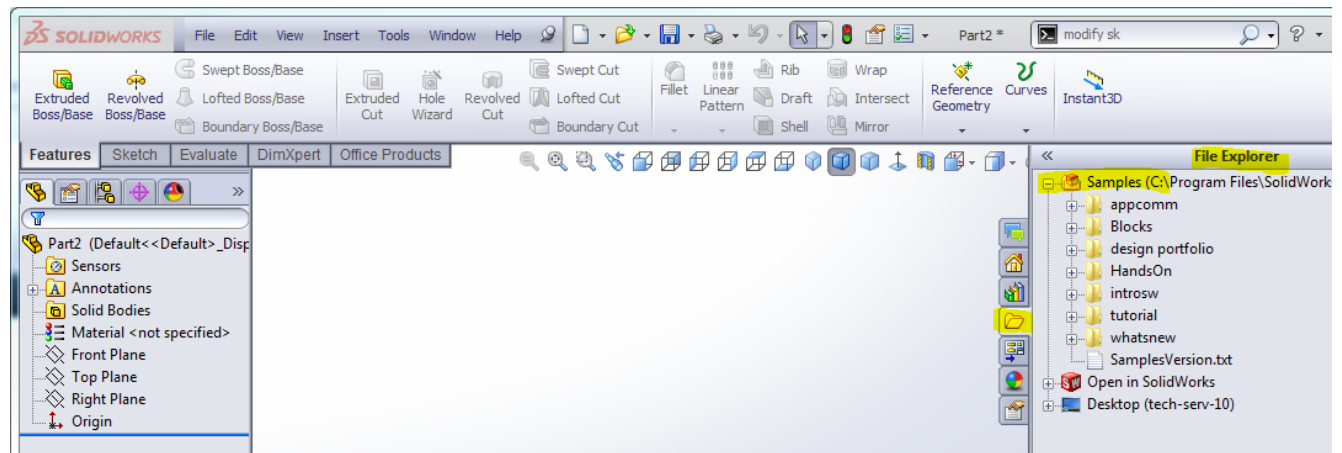 SOLIDWORKS File Edit View Insert Tools Window Help Part2 * modify sk
Extruded Boss/Base
Revolved Boss/Base
Swept Boss/Base
Lofted Boss/Base
Boundary Boss/Base
Extruded Cut
Hole Wizard
Revolved Cut
Swept Cut
Lofted Cut
Boundary Cut
Fillet
Linear Pattern
Rib
Draft
Shell
Wrap
Intersect
Mirror
Reference Geometry
Curves
Instant3D
Features Sketch Evaluate DimXpert Office Products
Part2 (Default<<Default>_Disp
Sensors
Annotations
Solid Bodies
Material <not specified>
Front Plane
Top Plane
Right Plane
Origin
File Explorer
Samples (C:\Program Files\SolidWorks
appcomm
Blocks
design portfolio
HandsOn
introsw
tutorial
whatsnew
SamplesVersion.txt
Open in SolidWorks
Desktop (tech-serv-10)